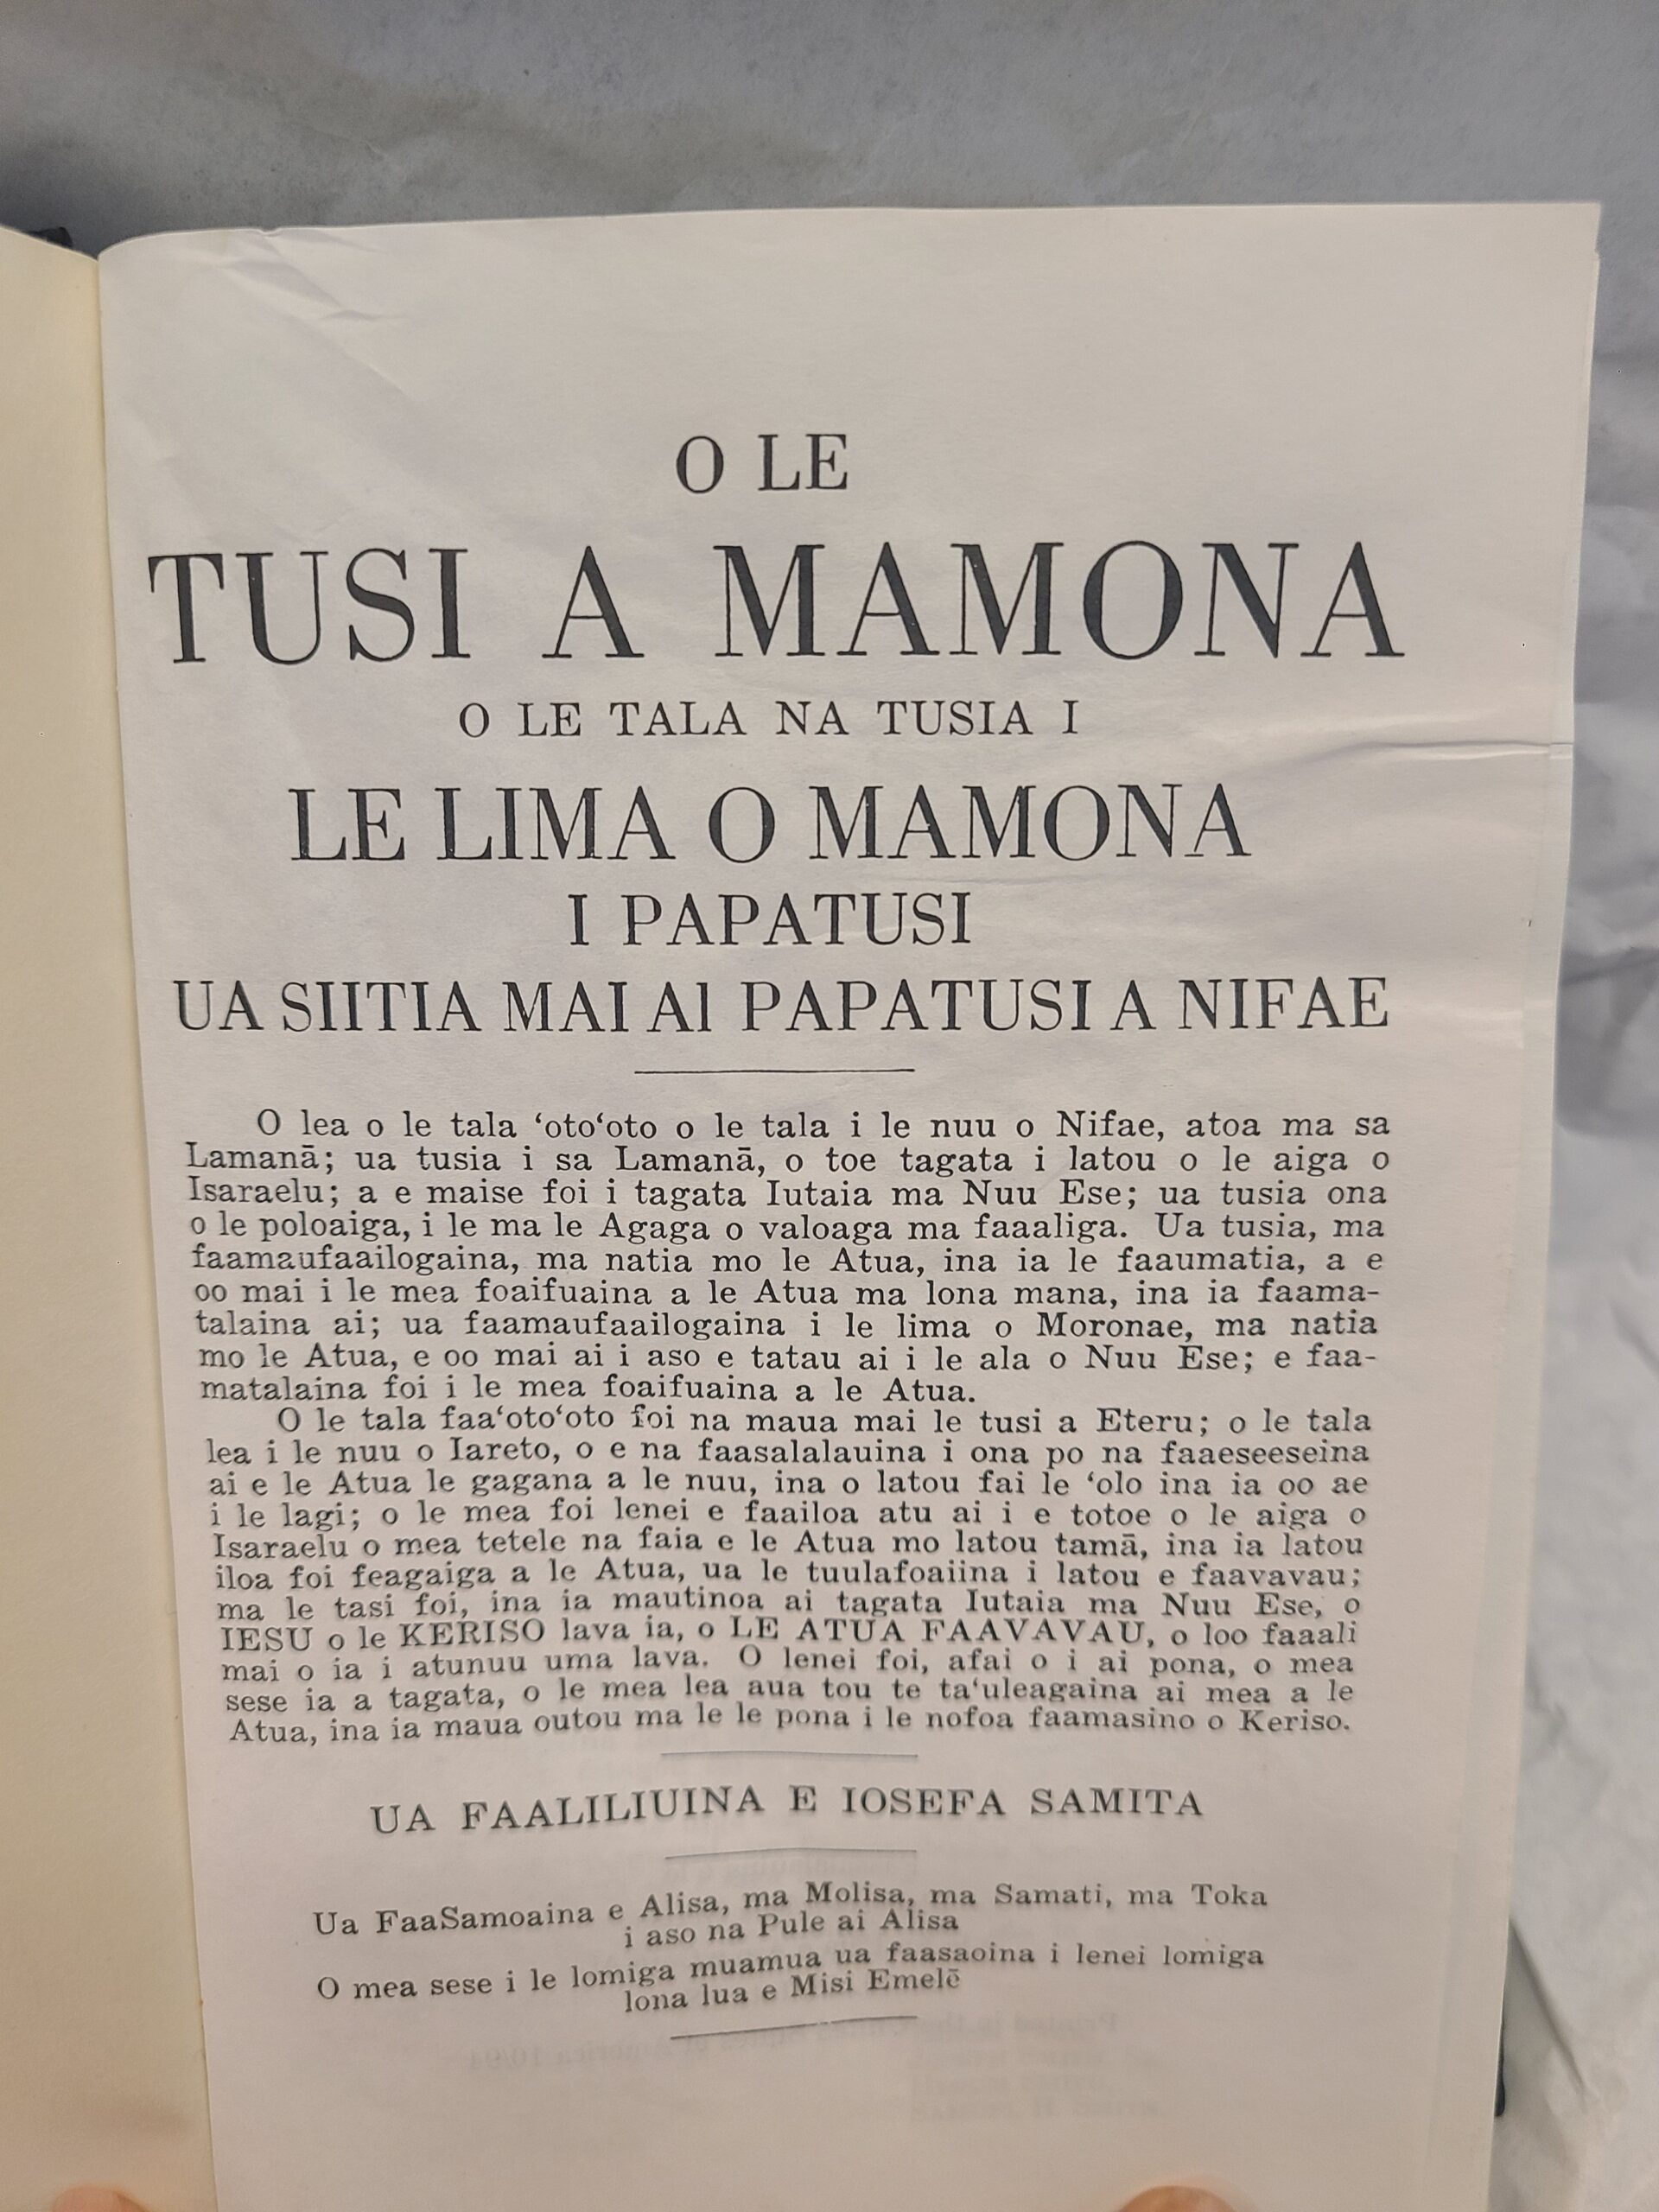 O LE
TUSI A MAMONA
O LE TALA NA TUSIA I
LE LIMA O MAMONA
I PAPATUSI
UA SIITIA MAI AI PAPATUSI A NIFAE
O lea o le tala ‘oto‘oto o le tala i le nuu o Nifae, atoa ma sa
Lamanā; ua tusia i sa Lamanā, o toe tagata i latou o le aiga o
Isaraelu; a e maise foi i tagata Iutaia ma Nuu Ese; ua tusia ona
o le poloaiga, i le ma le Agaga o valoaga ma faaaliga. Ua tusia, ma
faamaufaailogaina, ma natia mo le Atua, ina ia le faaumatia, a e
oo mai i le mea foaifuaina a le Atua ma lona mana, ina ia faama-
talaina ai; ua faamaufaailogaina i le lima o Moronae, ma natia
mo le Atua, e oo mai ai i aso e tatau ai i le ala o Nuu Ese; e faa-
matalaina foi i le mea foaifuaina a le Atua.
O le tala faa‘oto‘oto foi na maua mai le tusi a Eteru; o le tala
lea i le nuu o Iareto, o e na faasalalauina i ona po na faaeseeseina
ai e le Atua le gagana a le nuu, ina o latou fai le ‘olo ina ia oo ae
i le lagi; o le mea foi lenei e faailoa atu ai i e totoe o le aiga o
Isaraelu o mea tetele na faia e le Atua mo latou tamā, ina ia latou
iloa foi feagaiga a le Atua, ua le tuulafoaiina i latou e faavavau;
ma le tasi foi, ina ia mautinoa ai tagata Iutaia ma Nuu Ese, o
IESU o le KERISO lava ia, o LE ATUA FAAVAVAU, o loo faaali
mai o ia i atunuu uma lava. O lenei foi, afai o i ai pona, o mea
sese ia a tagata, o le mea lea aua tou te ta‘uleagaina ai mea a le
Atua, ina ia maua outou ma le le pona i le nofoa faamasino o Keriso.
UA FAALILIUINA E IOSEFA SAMITA
Ua FaaSamoaina e Alisa, ma Molisa, ma Samati, ma Toka
i aso na Pule ai Alisa
O mea sese i le lomiga muamua ua faasaoina i lenei lomiga
lona lua e Misi Emelē